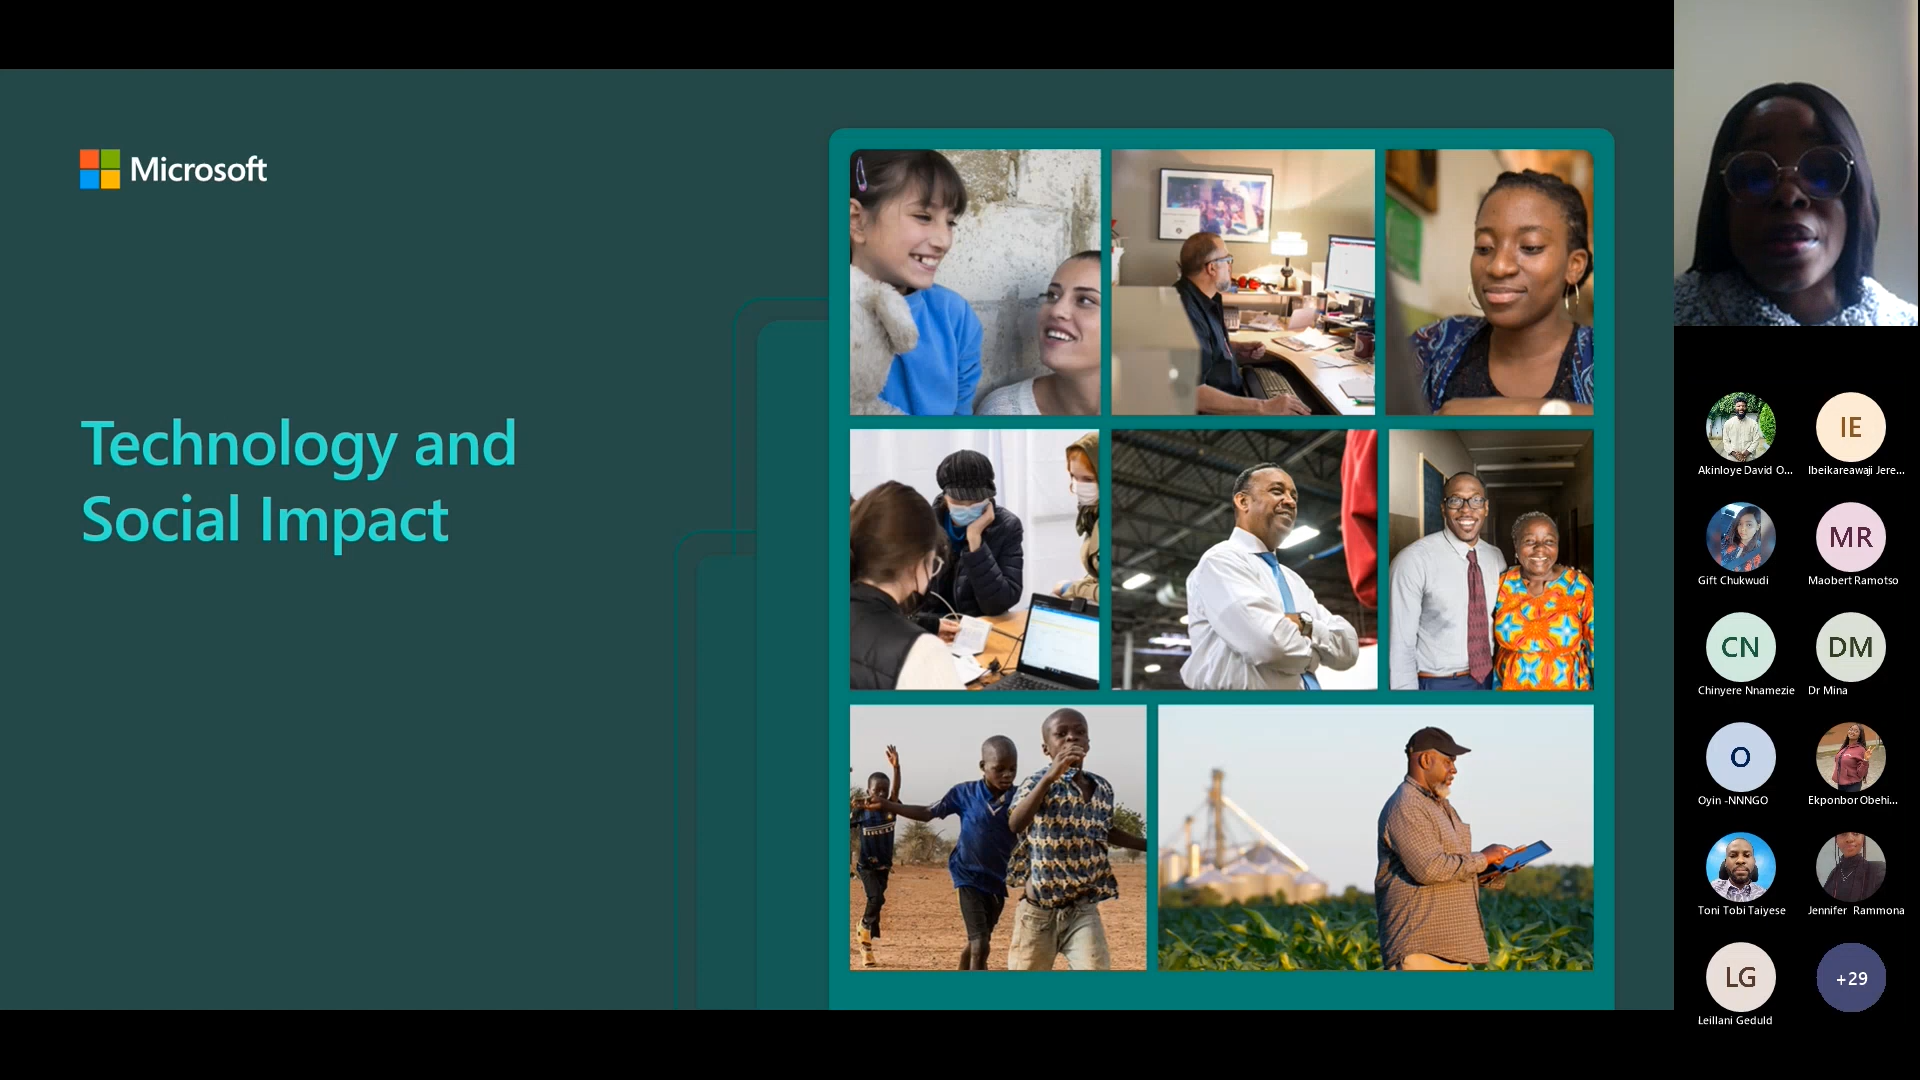 Microsoft
Technology and
Social Impact
Akinloye David O...
IE
Ibeikareawaji Jere...
Gift Chukwudi
MR
Maobert Ramotso
CN
Chinyere Nnamezie
DM
Dr Mina
O
Oyin -NNNGO
Ekponbor Obehi...
Toni Tobi Taiyese
Jennifer Rammona
LG
Leillani Geduld
+29